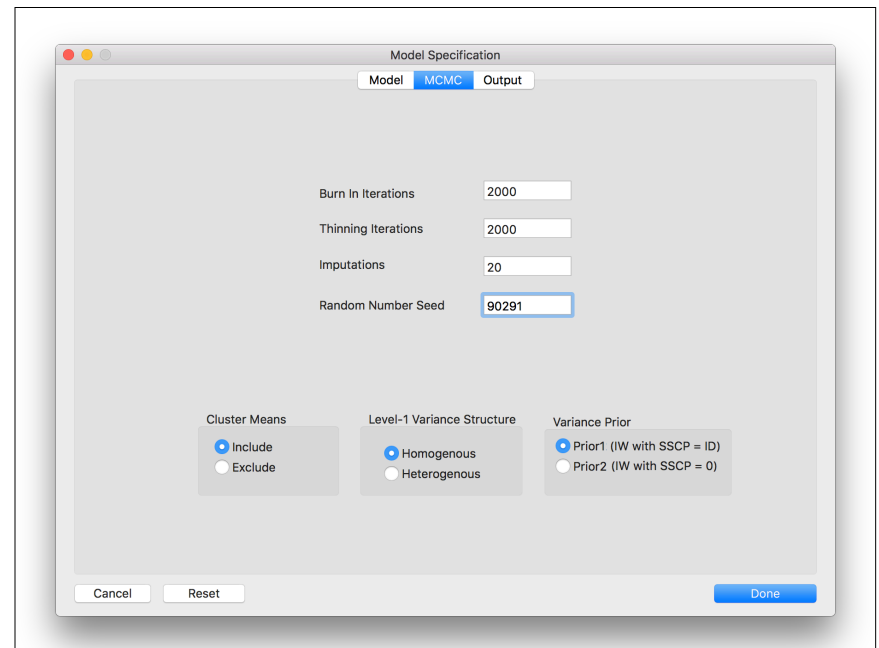 Model Specification
Model MCMC Output
Burn In Iterations 2000
Thinning Iterations 2000
Imputations 20
Random Number Seed 90291
Cluster Means
Include
Exclude
Level-1 Variance Structure
Homogenous
Heterogenous
Variance Prior
Prior1 (IW with SSCP = ID)
Prior2 (IW with SSCP = 0)
Cancel Reset Done